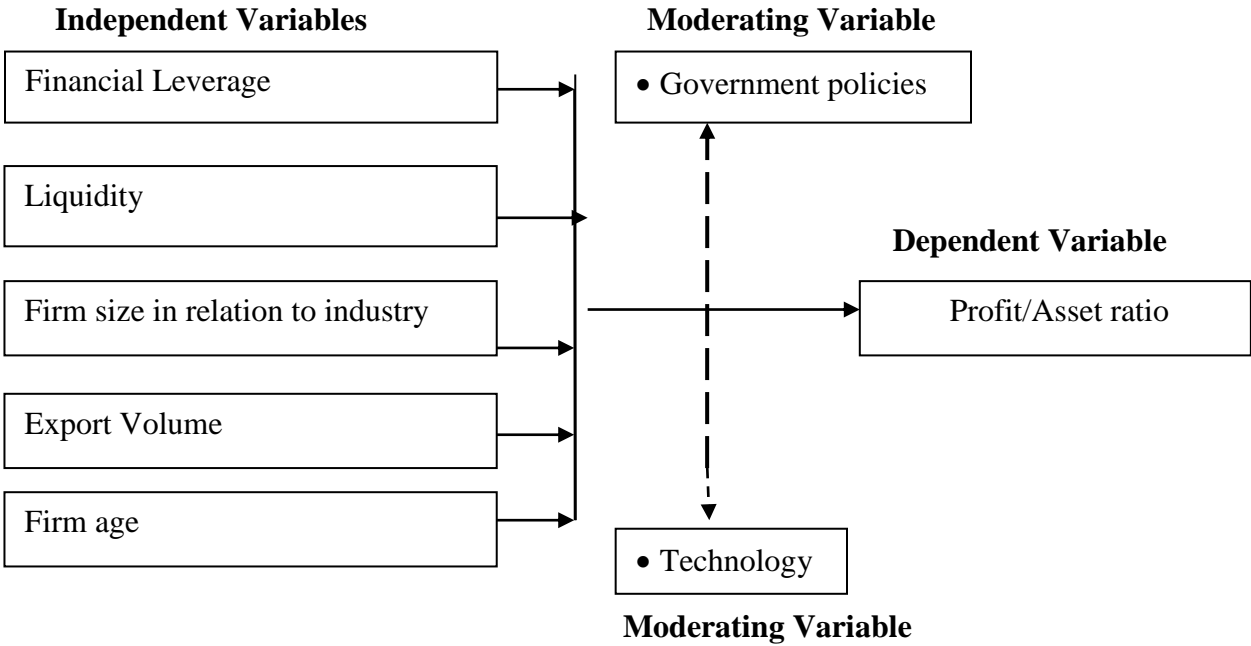 Independent Variables
Financial Leverage
Liquidity
Firm size in relation to industry
Export Volume
Firm age
Moderating Variable
• Government policies
Dependent Variable
Profit/Asset ratio
• Technology
Moderating Variable